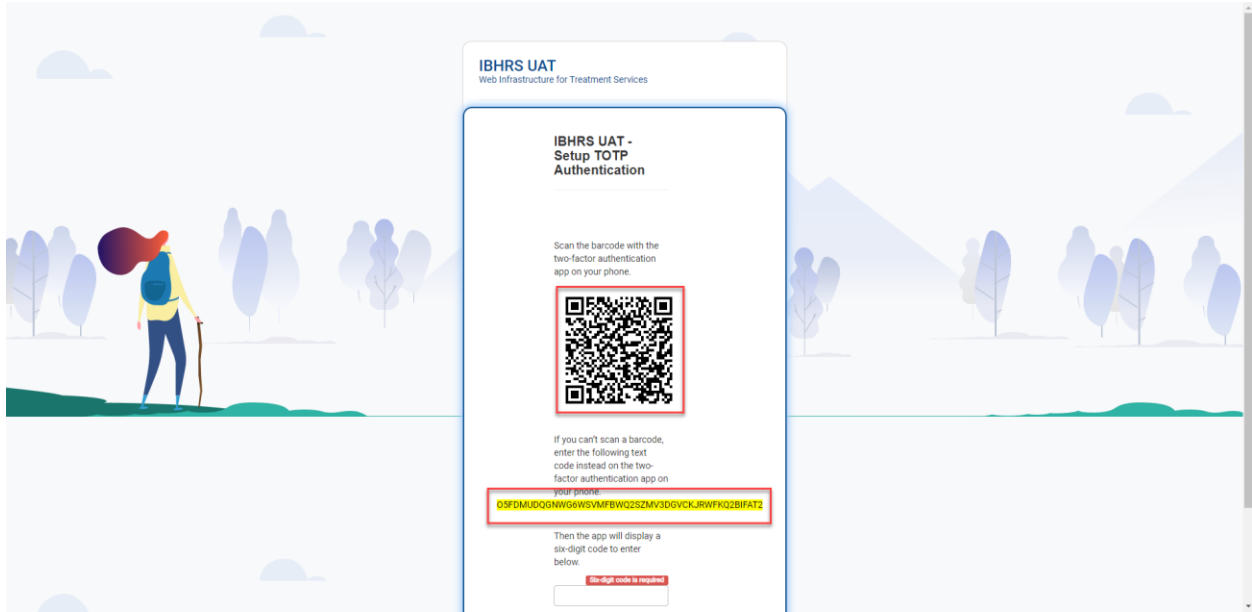 IBHRS UAT
Web Infrastructure for Treatment Services
IBHRS UAT -
Setup TOTP
Authentication
Scan the barcode with the
two-factor authentication
app on your phone.
If you can't scan a barcode,
enter the following text
code instead on the two-
factor authentication app on
your phone.
O5FDMUDQGNWG6WSVMFBWQ2SZMV3DGVCKJRWFKQ2BIFAT2
Then the app will display a
six-digit code to enter
below.
Six-digit code is required